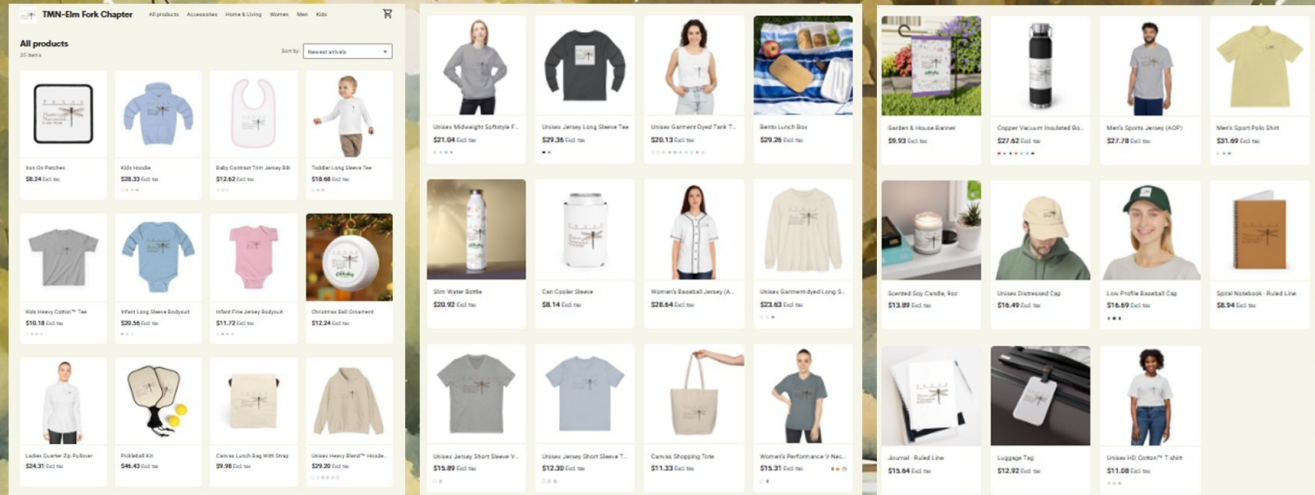 TMN-Elm Fork Chapter
All products Accessories Home & Living Women Men Kids
All products
35 items
Sort by: Newest arrivals
Iron On Patches
$8.24 Excl. tax
Kids Hoodie
$28.33 Excl. tax
Baby Contrast Trim Jersey Bib
$12.62 Excl. tax
Toddler Long Sleeve Tee
$18.68 Excl. tax
Kids Heavy Cotton™ Tee
$10.18 Excl. tax
Infant Long Sleeve Bodysuit
$20.56 Excl. tax
Infant Fine Jersey Bodysuit
$11.72 Excl. tax
Christmas Ball Ornament
$12.24 Excl. tax
Ladies Quarter Zip Pullover
$24.31 Excl. tax
Pickleball Kit
$46.43 Excl. tax
Canvas Lunch Bag With Strap
$9.98 Excl. tax
Unisex Heavy Blend™ Hoode...
$29.20 Excl. tax
Unisex Midweight Softstyle F...
$21.04 Excl. tax
Unisex Jersey Long Sleeve Tee
$29.36 Excl. tax
Unisex Garment-Dyed Tank T...
$20.13 Excl. tax
Bento Lunch Box
$29.26 Excl. tax
Slim Water Bottle
$20.92 Excl. tax
Can Cooler Sleeve
$8.14 Excl. tax
Women's Baseball Jersey (A...
$28.64 Excl. tax
Unisex Garment-dyed Long S...
$23.63 Excl. tax
Unisex Jersey Short Sleeve V...
$15.89 Excl. tax
Unisex Jersey Short Sleeve T...
$12.30 Excl. tax
Canvas Shopping Tote
$11.33 Excl. tax
Women's Performance V-Nec...
$15.31 Excl. tax
Garden & House Banner
$9.93 Excl. tax
Copper Vacuum Insulated Bo...
$27.62 Excl. tax
Men's Sports Jersey (AOP)
$27.78 Excl. tax
Men's Sport Polo Shirt
$31.69 Excl. tax
Scented Soy Candle, 9oz
$13.89 Excl. tax
Unisex Distressed Cap
$16.49 Excl. tax
Low Profile Baseball Cap
$16.69 Excl. tax
Spiral Notebook - Ruled Line
$8.94 Excl. tax
Journal - Ruled Line
$15.64 Excl. tax
Luggage Tag
$12.92 Excl. tax
Unisex HD Cotton™ T-shirt
$11.08 Excl. tax